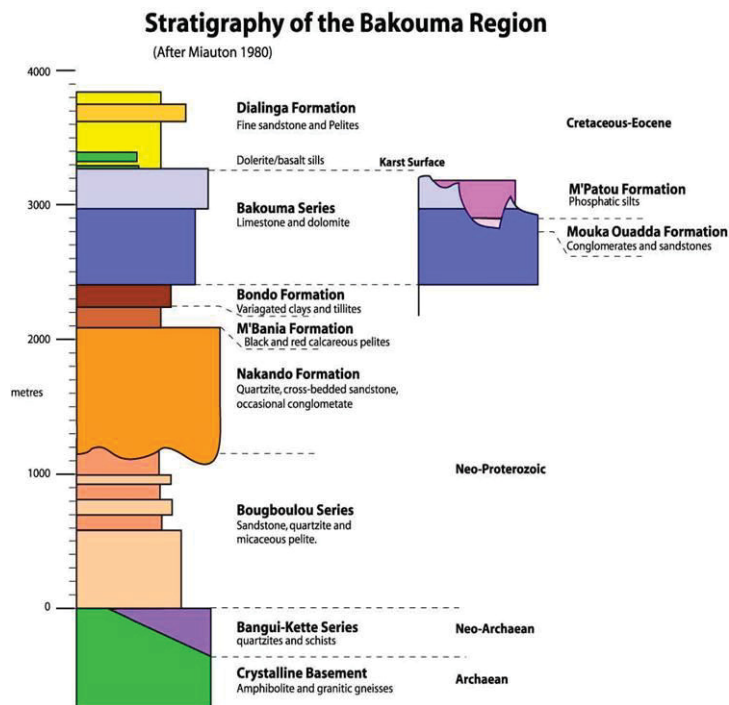 Stratigraphy of the Bakouma Region
(After Miauton 1980)
4000
Dialinga Formation
Fine sandstone and Pelites
Cretaceous-Eocene
Dolerite/basalt sills
Karst Surface
M'Patou Formation
Phosphatic silts
3000
Bakouma Series
Limestone and dolomite
Mouka Ouadda Formation
Conglomerates and sandstones
Bondo Formation
Variagated clays and tillites
M'Bania Formation
Black and red calcareous pelites
2000
Nakando Formation
Quartzite, cross-bedded sandstone,
occasional conglometate
metres
1000
Neo-Proterozoic
Bougboulou Series
Sandstone, quartzite and
micaceous pelite.
0
Bangui-Kette Series
quartzites and schists
Neo-Archaean
Crystalline Basement
Amphibolite and granitic gneisses
Archaean